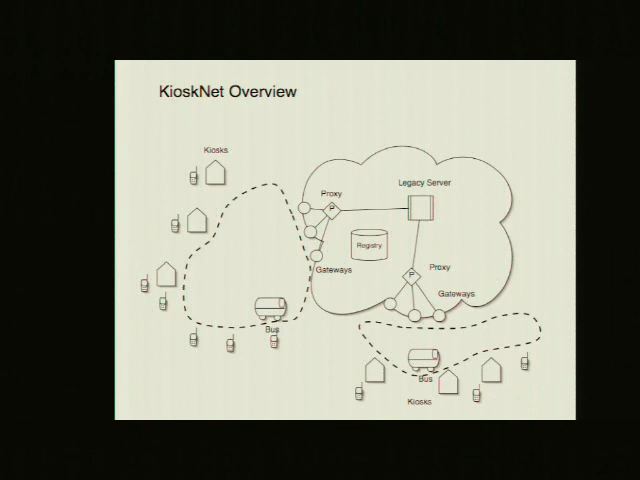 KioskNet Overview
Kiosks
Proxy
P
Legacy Server
Registry
Gateways
P
Proxy
Gateways
Bus
Bus
Kiosks